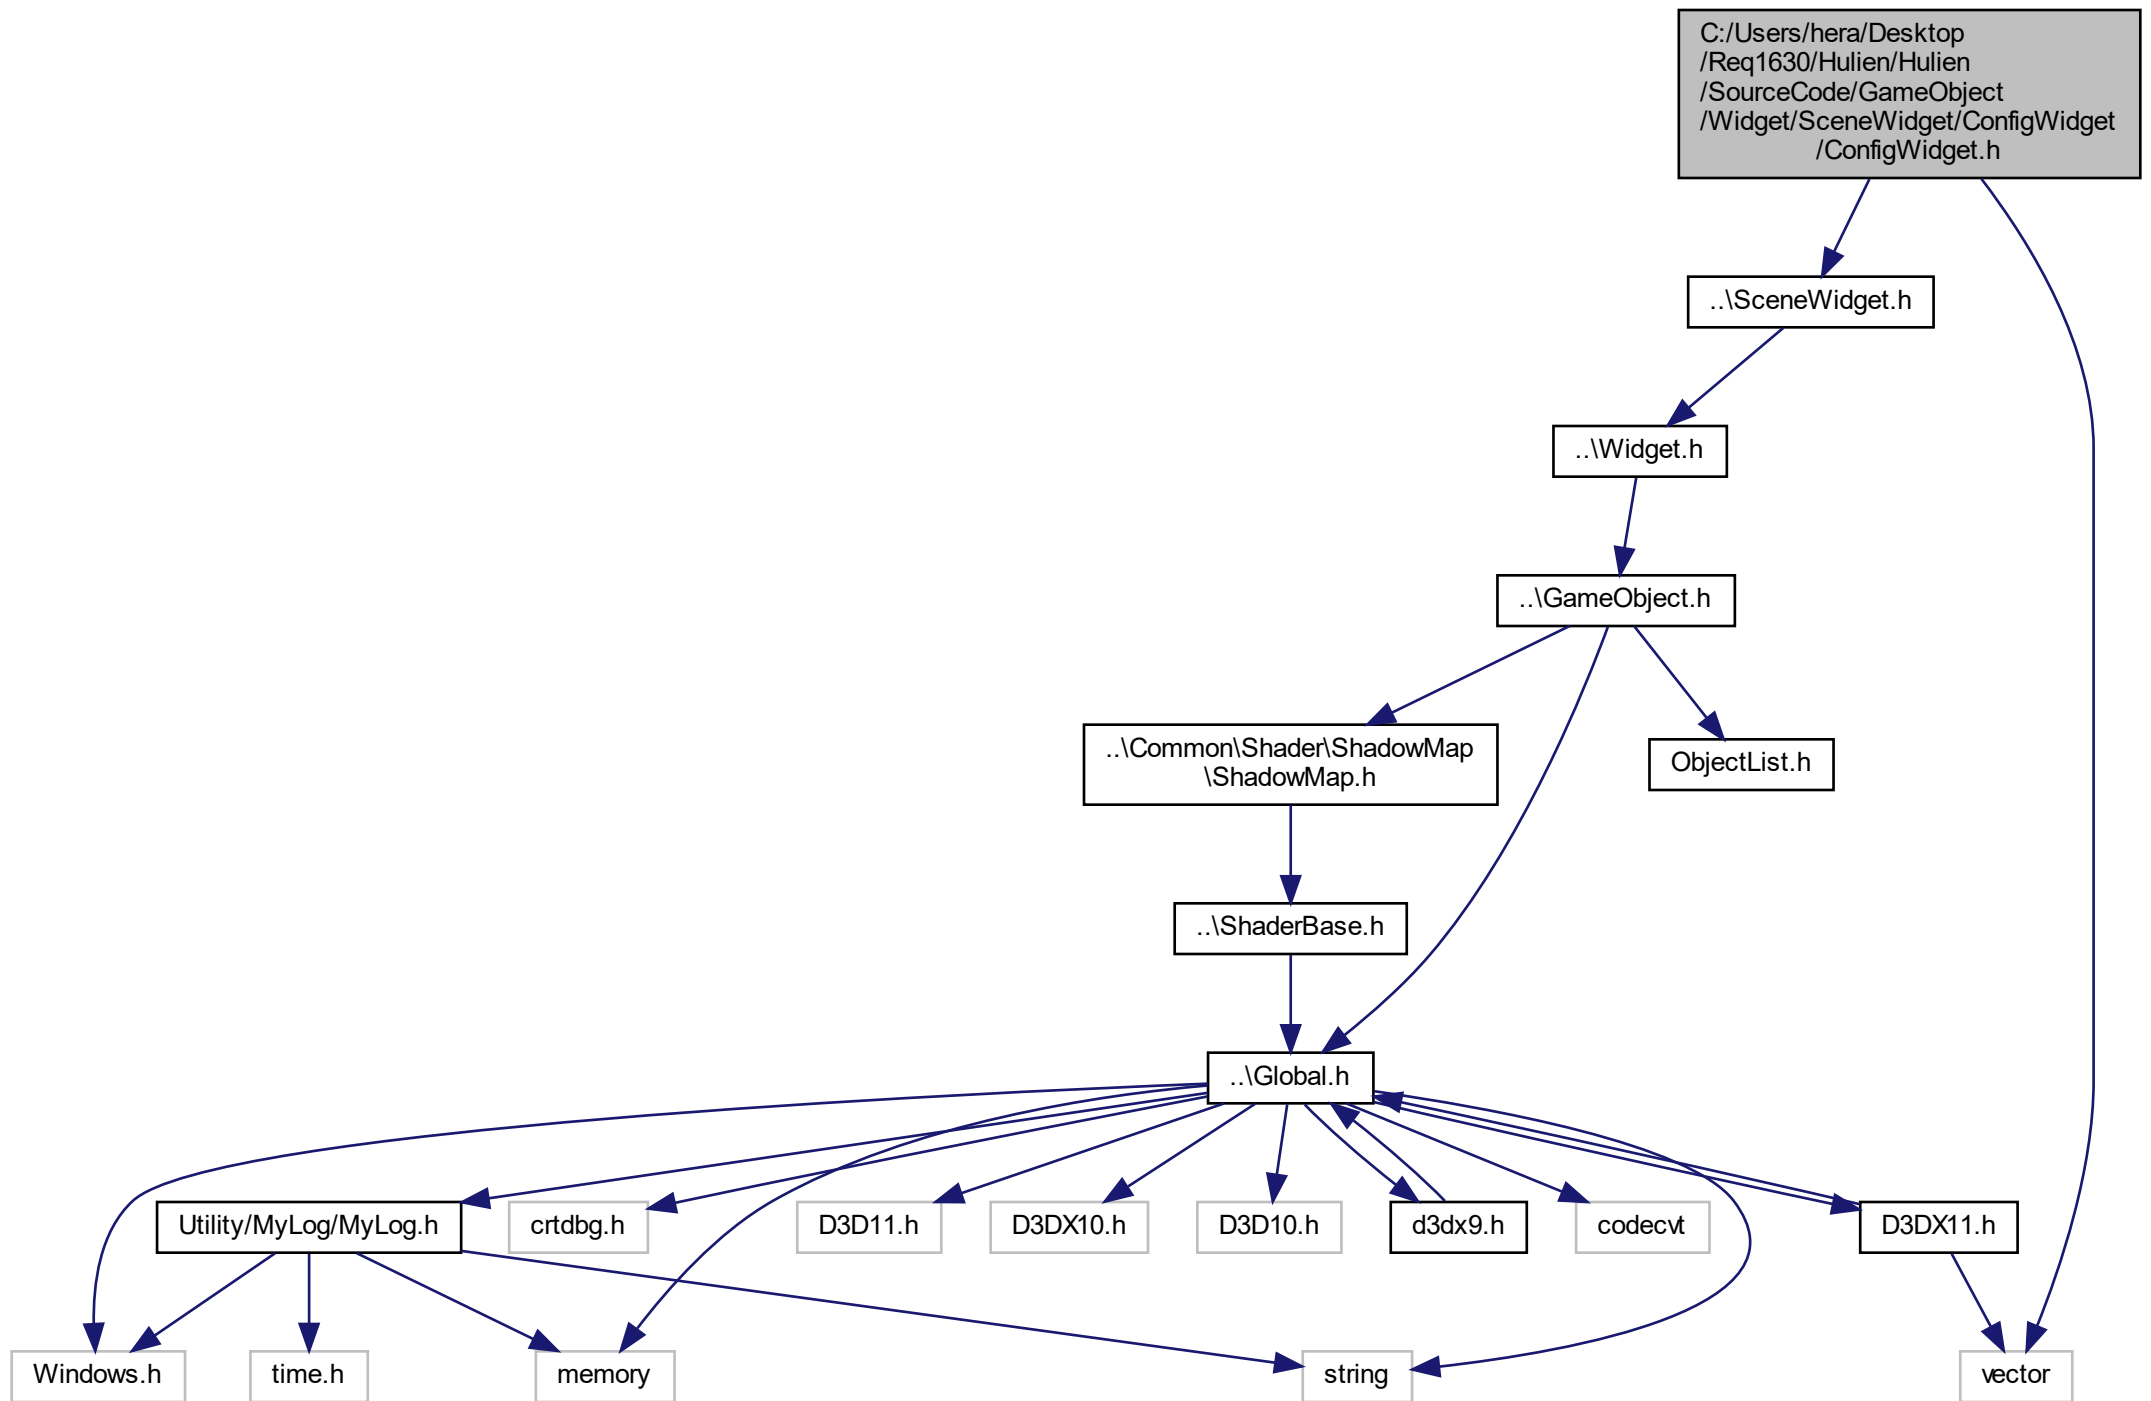 C:/Users/hera/Desktop
/Req1630/Hulien/Hulien
/SourceCode/GameObject
/Widget/SceneWidget/ConfigWidget
/ConfigWidget.h
..\SceneWidget.h
..\Widget.h
..\GameObject.h
..\Common\Shader\ShadowMap
\ShadowMap.h
ObjectList.h
..\ShaderBase.h
..\Global.h
Utility/MyLog/MyLog.h
crtdbg.h
D3D11.h
D3DX10.h
D3D10.h
d3dx9.h
codecvt
D3DX11.h
Windows.h
time.h
memory
string
vector